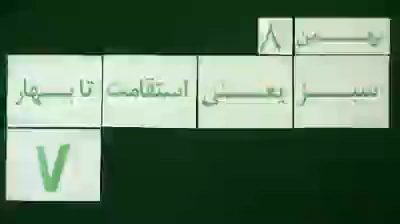 بهمن ۸
سبز یعنی استقامت تا بهار
۷